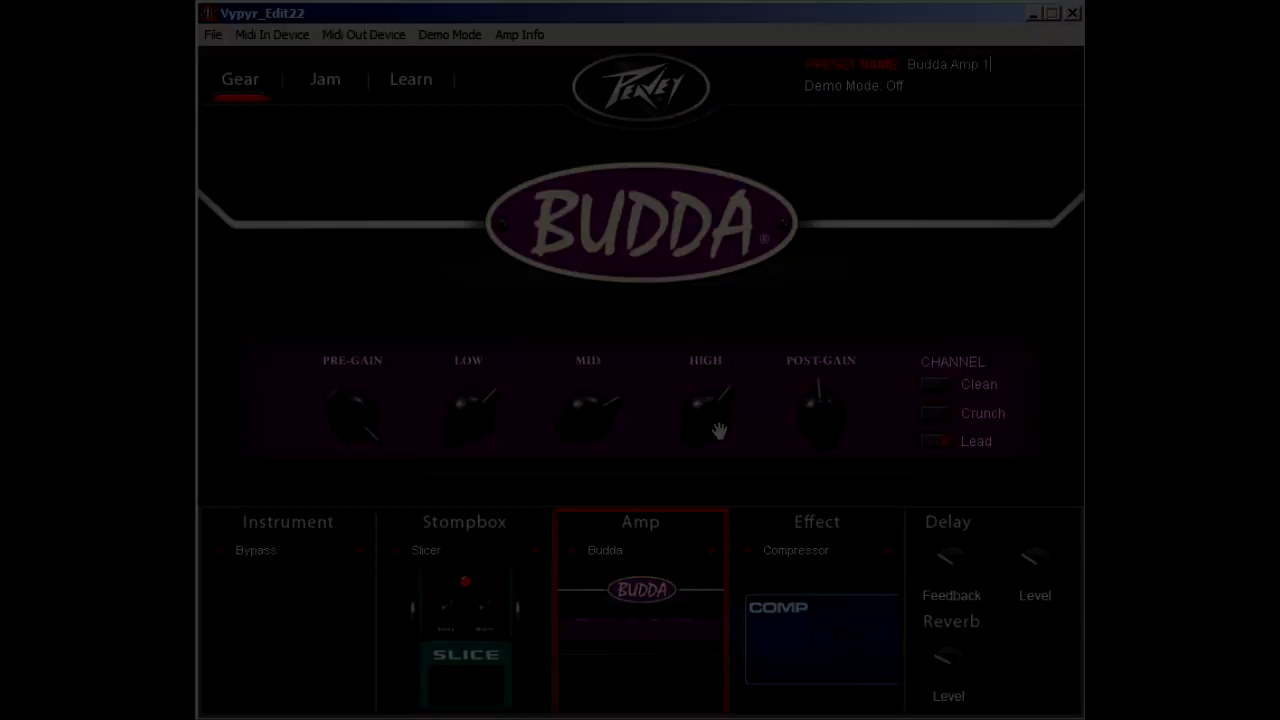 Vypyr_Edit22
File Midi In Device Midi Out Device Demo Mode Amp Info
Gear Jam Learn
PEAVEY
PRESET NAME: Budda Amp 1
Demo Mode: Off
BUDDA®
PRE-GAIN LOW MID HIGH POST-GAIN
CHANNEL
Clean
Crunch
Lead
Instrument Stompbox Amp Effect Delay
Bypass Slicer Budda Compressor
Feedback Level
BUDDA
COMP
Reverb
SLICE
Level